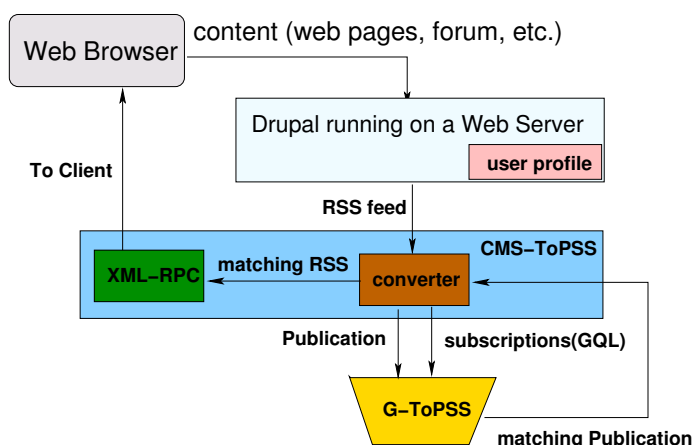 content (web pages, forum, etc.)
Web Browser
Drupal running on a Web Server
user profile
To Client
RSS feed
CMS−ToPSS
matching RSS
XML−RPC
converter
Publication
subscriptions(GQL)
G−ToPSS
matching Publication